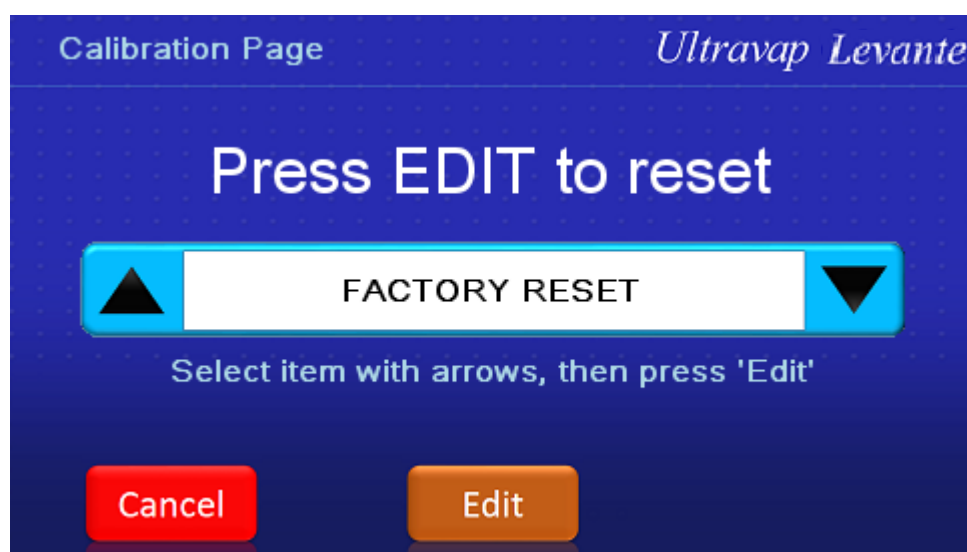 Calibration Page
Ultravap Levante
Press EDIT to reset
FACTORY RESET
Select item with arrows, then press 'Edit'
Cancel
Edit